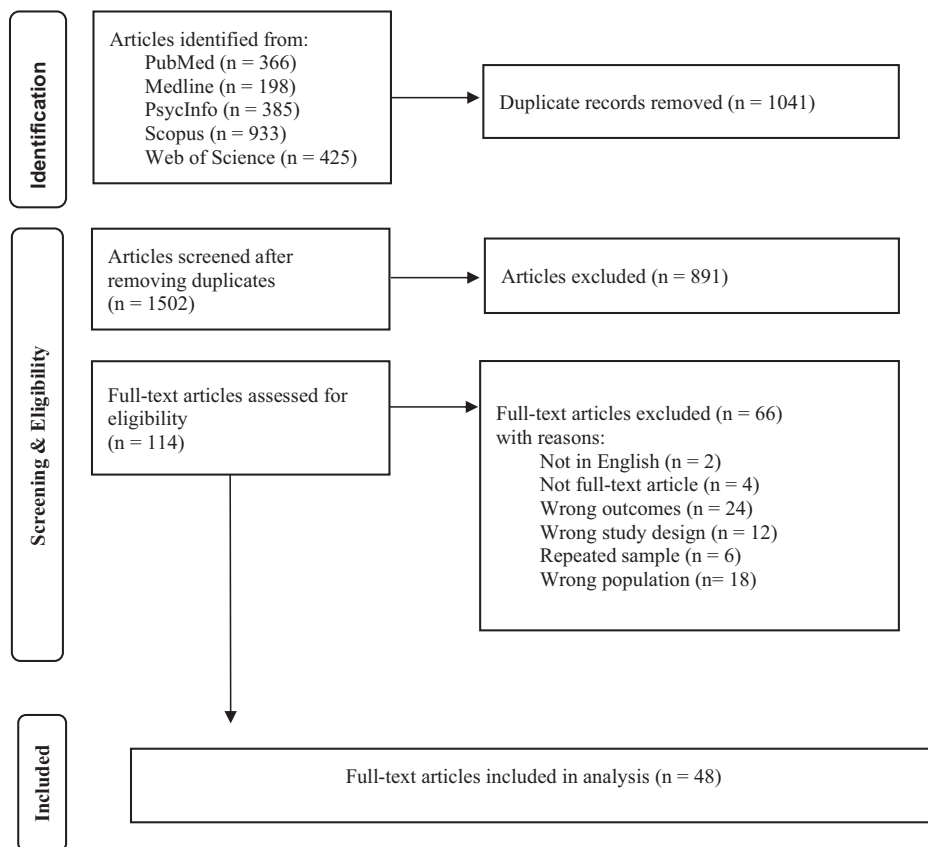 Identification
Articles identified from:
PubMed (n = 366)
Medline (n = 198)
PsycInfo (n = 385)
Scopus (n = 933)
Web of Science (n = 425)
Duplicate records removed (n = 1041)
Screening & Eligibility
Articles screened after
removing duplicates
(n = 1502)
Articles excluded (n = 891)
Full-text articles assessed for
eligibility
(n = 114)
Full-text articles excluded (n = 66)
with reasons:
Not in English (n = 2)
Not full-text article (n = 4)
Wrong outcomes (n = 24)
Wrong study design (n = 12)
Repeated sample (n = 6)
Wrong population (n= 18)
Included
Full-text articles included in analysis (n = 48)